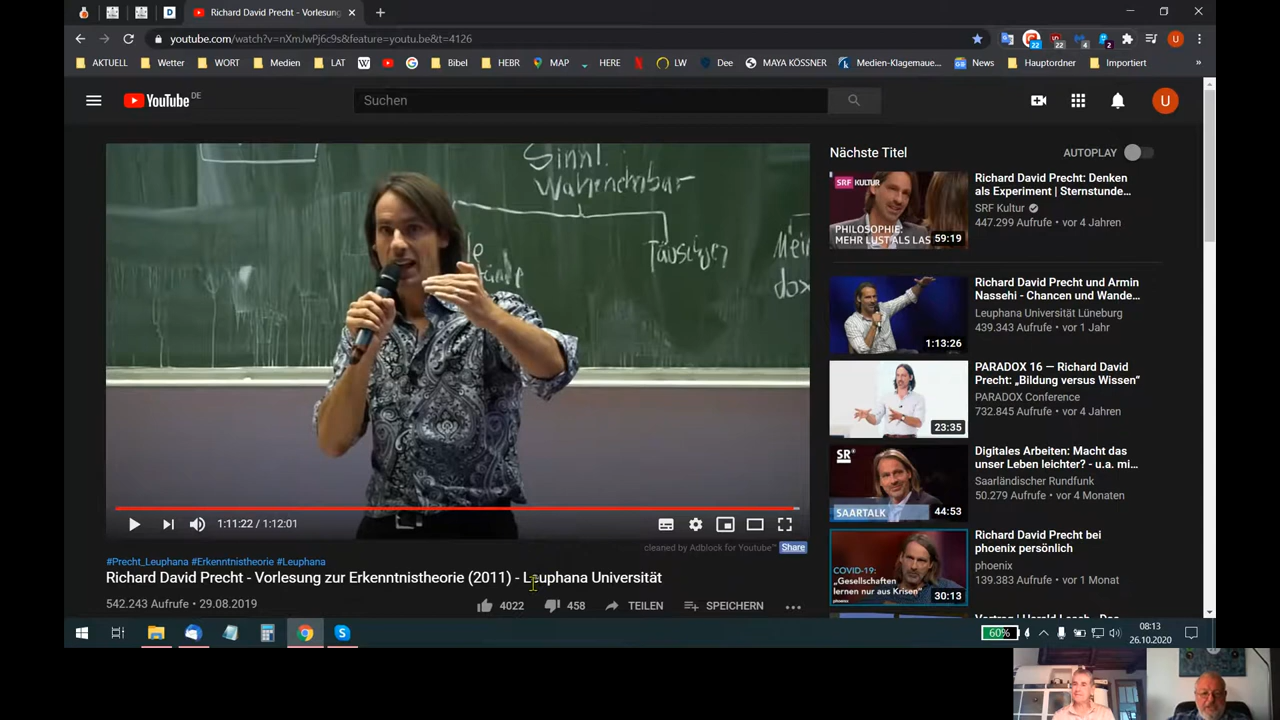 Richard David Precht - Vorlesung
youtube.com/watch?v=nXmJwPj6c9s&feature=youtu.be&t=4126
AKTUELL
Wetter
WORT
Medien
LAT
Bibel
HEBR
MAP
HERE
LW
Dee
MAYA KÖSSNER
Medien-Klagemaue...
News
Hauptordner
Importiert
»
22
22
4
2
U
YouTube DE
Suchen
U
Sinnl.
Wahrnehmbar
Täuschger
doxa
1:11:22 / 1:12:01
cleaned by Adblock for Youtube™ Share
#Precht_Leuphana #Erkenntnistheorie #Leuphana
Richard David Precht - Vorlesung zur Erkenntnistheorie (2011) - Leuphana Universität
542.243 Aufrufe • 29.08.2019
4022
458
TEILEN
SPEICHERN
Nächste Titel
AUTOPLAY
SRF KULTUR
PHILOSOPHIE:
MEHR LUST ALS LAS
59:19
Richard David Precht: Denken
als Experiment | Sternstunde...
SRF Kultur
447.299 Aufrufe • vor 4 Jahren
1:13:26
Richard David Precht und Armin
Nassehi - Chancen und Wande...
Leuphana Universität Lüneburg
439.343 Aufrufe • vor 1 Jahr
23:35
PARADOX 16 — Richard David
Precht: „Bildung versus Wissen“
PARADOX Conference
732.845 Aufrufe • vor 4 Jahren
SR
SAARTALK
44:53
Digitales Arbeiten: Macht das
unser Leben leichter? - u.a. mi...
Saarländischer Rundfunk
50.279 Aufrufe • vor 4 Monaten
COVID-19:
„Gesellschaften
lernen nur aus Krisen“
30:13
Richard David Precht bei
phoenix persönlich
phoenix
139.383 Aufrufe • vor 1 Monat
60%
08:13
26.10.2020